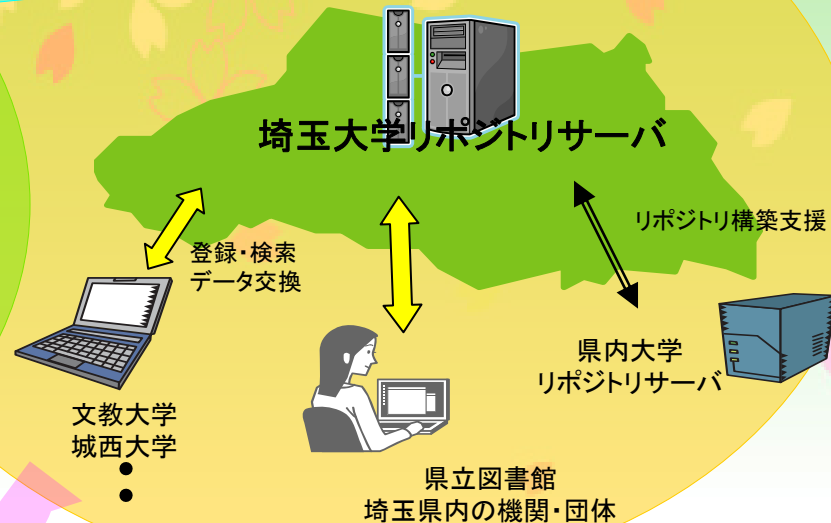 埼玉大学リポジトリサーバ
リポジトリ構築支援
登録・検索
データ交換
県内大学
リポジトリサーバ
文教大学
城西大学
県立図書館
埼玉県内の機関・団体